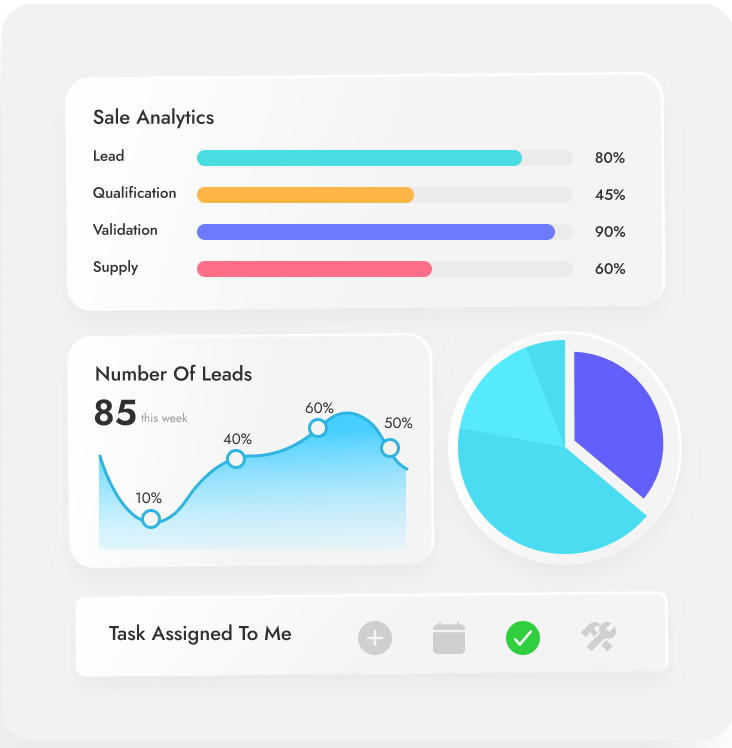 Sale Analytics
Lead 80%
Qualification 45%
Validation 90%
Supply 60%
Number Of Leads
85 this week
60%
50%
40%
10%
Task Assigned To Me